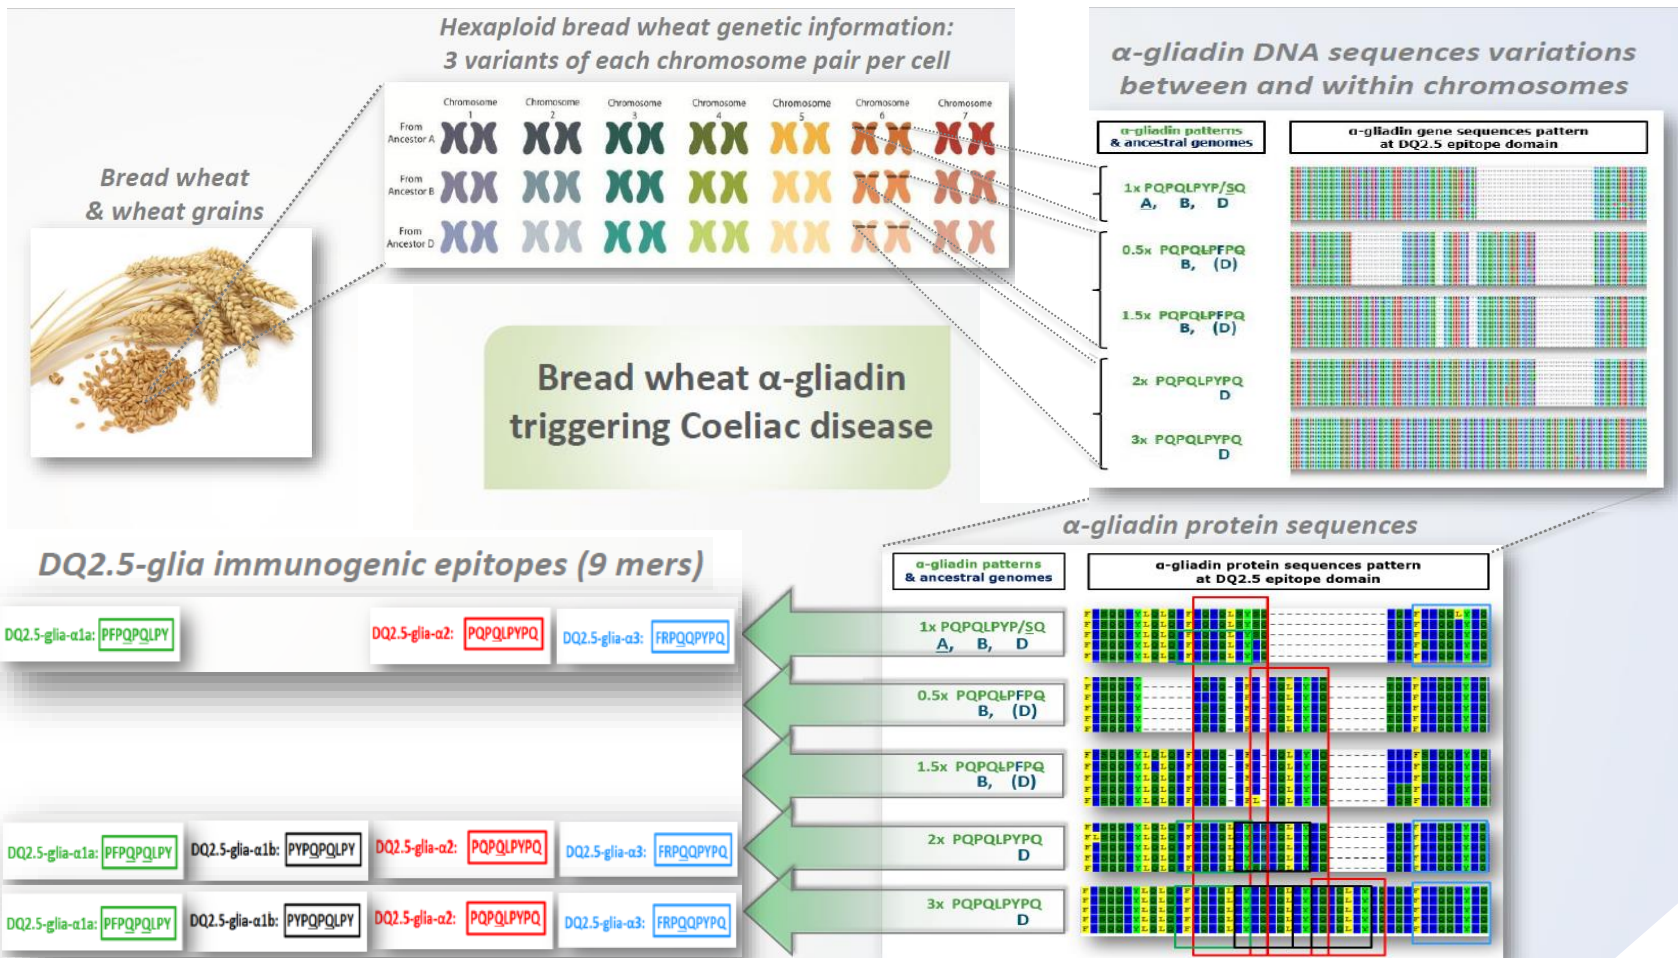 Hexaploid bread wheat genetic information:
3 variants of each chromosome pair per cell
Chromosome
1
Chromosome
2
Chromosome
3
Chromosome
4
Chromosome
5
Chromosome
6
Chromosome
7
From
Ancestor A
From
Ancestor B
From
Ancestor D
Bread wheat
& wheat grains
Bread wheat α-gliadin
triggering Coeliac disease
α-gliadin DNA sequences variations
between and within chromosomes
α-gliadin patterns
& ancestral genomes
α-gliadin gene sequences pattern
at DQ2.5 epitope domain
1x PQPQLPYP/SQ
A, B, D
0.5x PQPQLPFPQ
B, (D)
1.5x PQPQLPFPQ
B, (D)
2x PQPQLPYPQ
D
3x PQPQLPYPQ
D
α-gliadin protein sequences
α-gliadin patterns
& ancestral genomes
α-gliadin protein sequences pattern
at DQ2.5 epitope domain
1x PQPQLPYP/SQ
A, B, D
0.5x PQPQLPFPQ
B, (D)
1.5x PQPQLPFPQ
B, (D)
2x PQPQLPYPQ
D
3x PQPQLPYPQ
D
DQ2.5-glia immunogenic epitopes (9 mers)
DQ2.5-glia-α1a: PFPQPQLPY
DQ2.5-glia-α2: PQPQLPYPQ
DQ2.5-glia-α3: FRPQQPYPQ
DQ2.5-glia-α1a: PFPQPQLPY
DQ2.5-glia-α1b: PYPQPQLPY
DQ2.5-glia-α2: PQPQLPYPQ
DQ2.5-glia-α3: FRPQQPYPQ
DQ2.5-glia-α1a: PFPQPQLPY
DQ2.5-glia-α1b: PYPQPQLPY
DQ2.5-glia-α2: PQPQLPYPQ
DQ2.5-glia-α3: FRPQQPYPQ